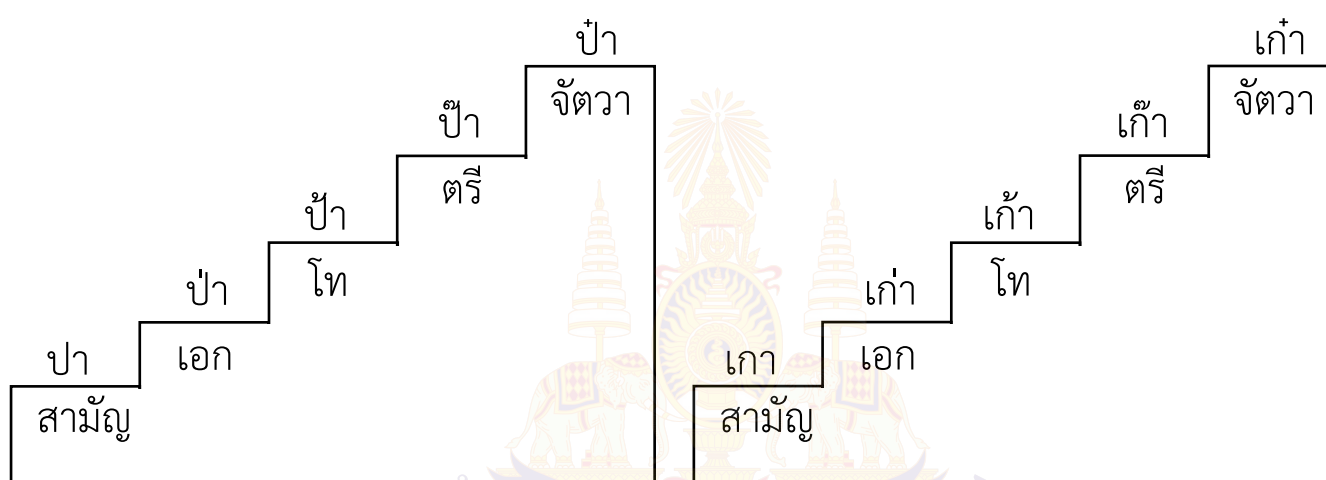 ปา
สามัญ
ป่า
เอก
ป้า
โท
ป๊า
ตรี
ป๋า
จัตวา
เกา
สามัญ
เก่า
เอก
เก้า
โท
เก๊า
ตรี
เก๋า
จัตวา